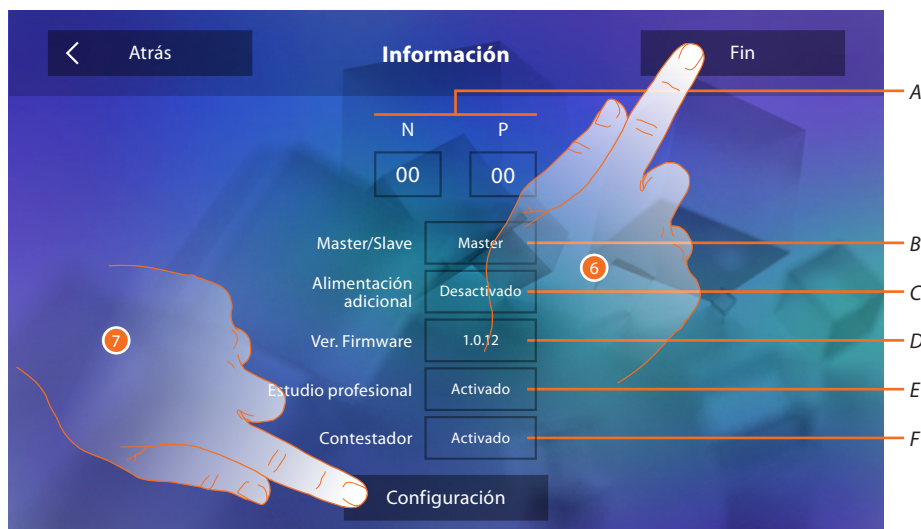 Atrás
Información
Fin
A
N P
00 00
Master/Slave Master
B
6
Alimentación
adicional
Desactivado
C
7
Ver. Firmware 1.0.12
D
Estudio profesional Activado
E
Contestador Activado
F
Configuración